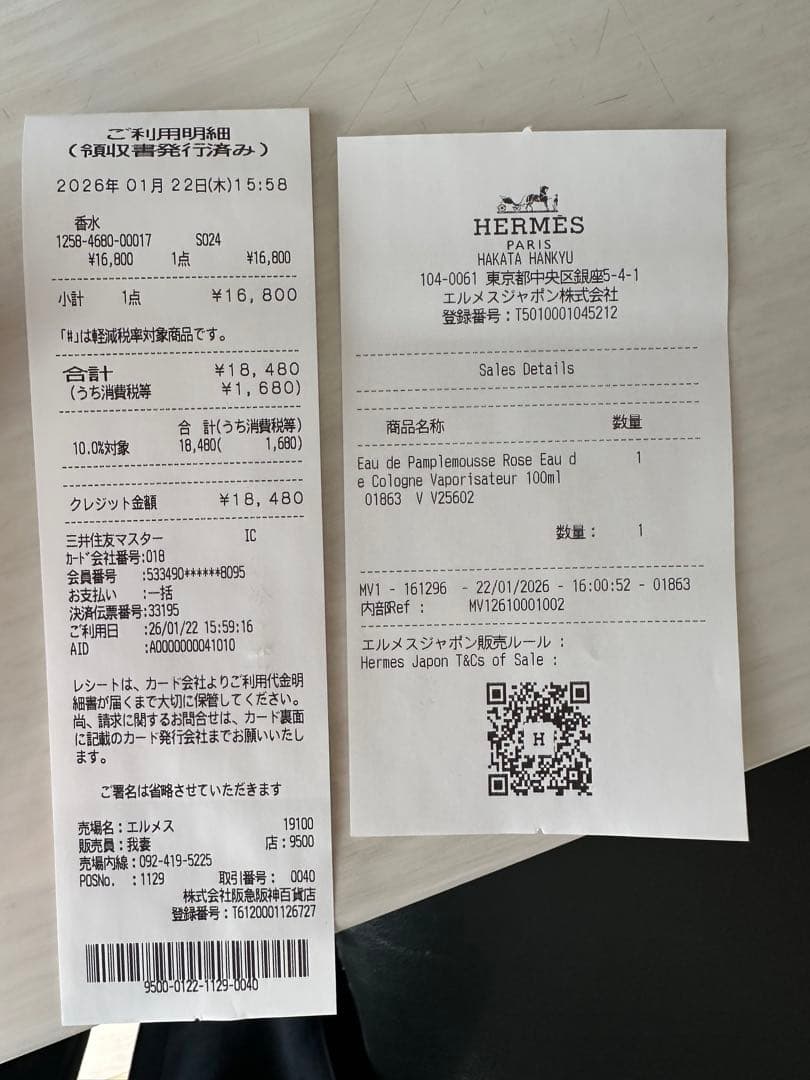 ご利用明細
(領収書発行済み)
2026年 01月 22日(木)15:58
香水
1258-4680-00017 S024
¥16,800 1点 ¥16,800
小計 1点 ¥16,800
「#」は軽減税率対象商品です。
合計 ¥18,480
(うち消費税等 ¥1,680)
合 計(うち消費税等)
10.0%対象 18,480( 1,680)
クレジット金額 ¥18,480
三井住友マスター IC
カード会社番号:018
会員番号 :533490******8095
お支払い :一括
決済伝票番号:33195
ご利用日 :26/01/22 15:59:16
AID :A0000000041010
レシートは、カード会社よりご利用代金明
細書が届くまで大切に保管してください。
尚、請求に関するお問合せは、カード裏面
に記載のカード発行会社までお願いいたし
ます。
ご署名は省略させていただきます
売場名:エルメス 19100
販売員:我妻 店:9500
売場内線:092-419-5225
POSNo. :1129 取引番号: 0040
株式会社阪急阪神百貨店
登録番号:T6120001126727
9500-0122-1129-0040
HERMÈS
PARIS
HAKATA HANKYU
104-0061 東京都中央区銀座5-4-1
エルメスジャポン株式会社
登録番号:T5010001045212
Sales Details
商品名称 数量
Eau de Pamplemousse Rose Eau d 1
e Cologne Vaporisateur 100ml
01863 V V25602
数量: 1
MV1 - 161296 - 22/01/2026 - 16:00:52 - 01863
内部Ref : MV12610001002
エルメスジャポン販売ルール :
Hermes Japon T&Cs of Sale :
H